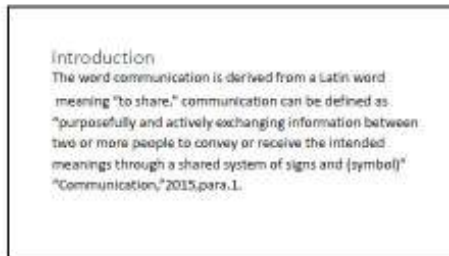 Introduction
The word communication is derived from a Latin word
meaning "to share," communication can be defined as
"purposefully and actively exchanging information between
two or more people to convey or receive the intended
meanings through a shared system of signs and (symbol)"
"Communication,"2015,para.1.